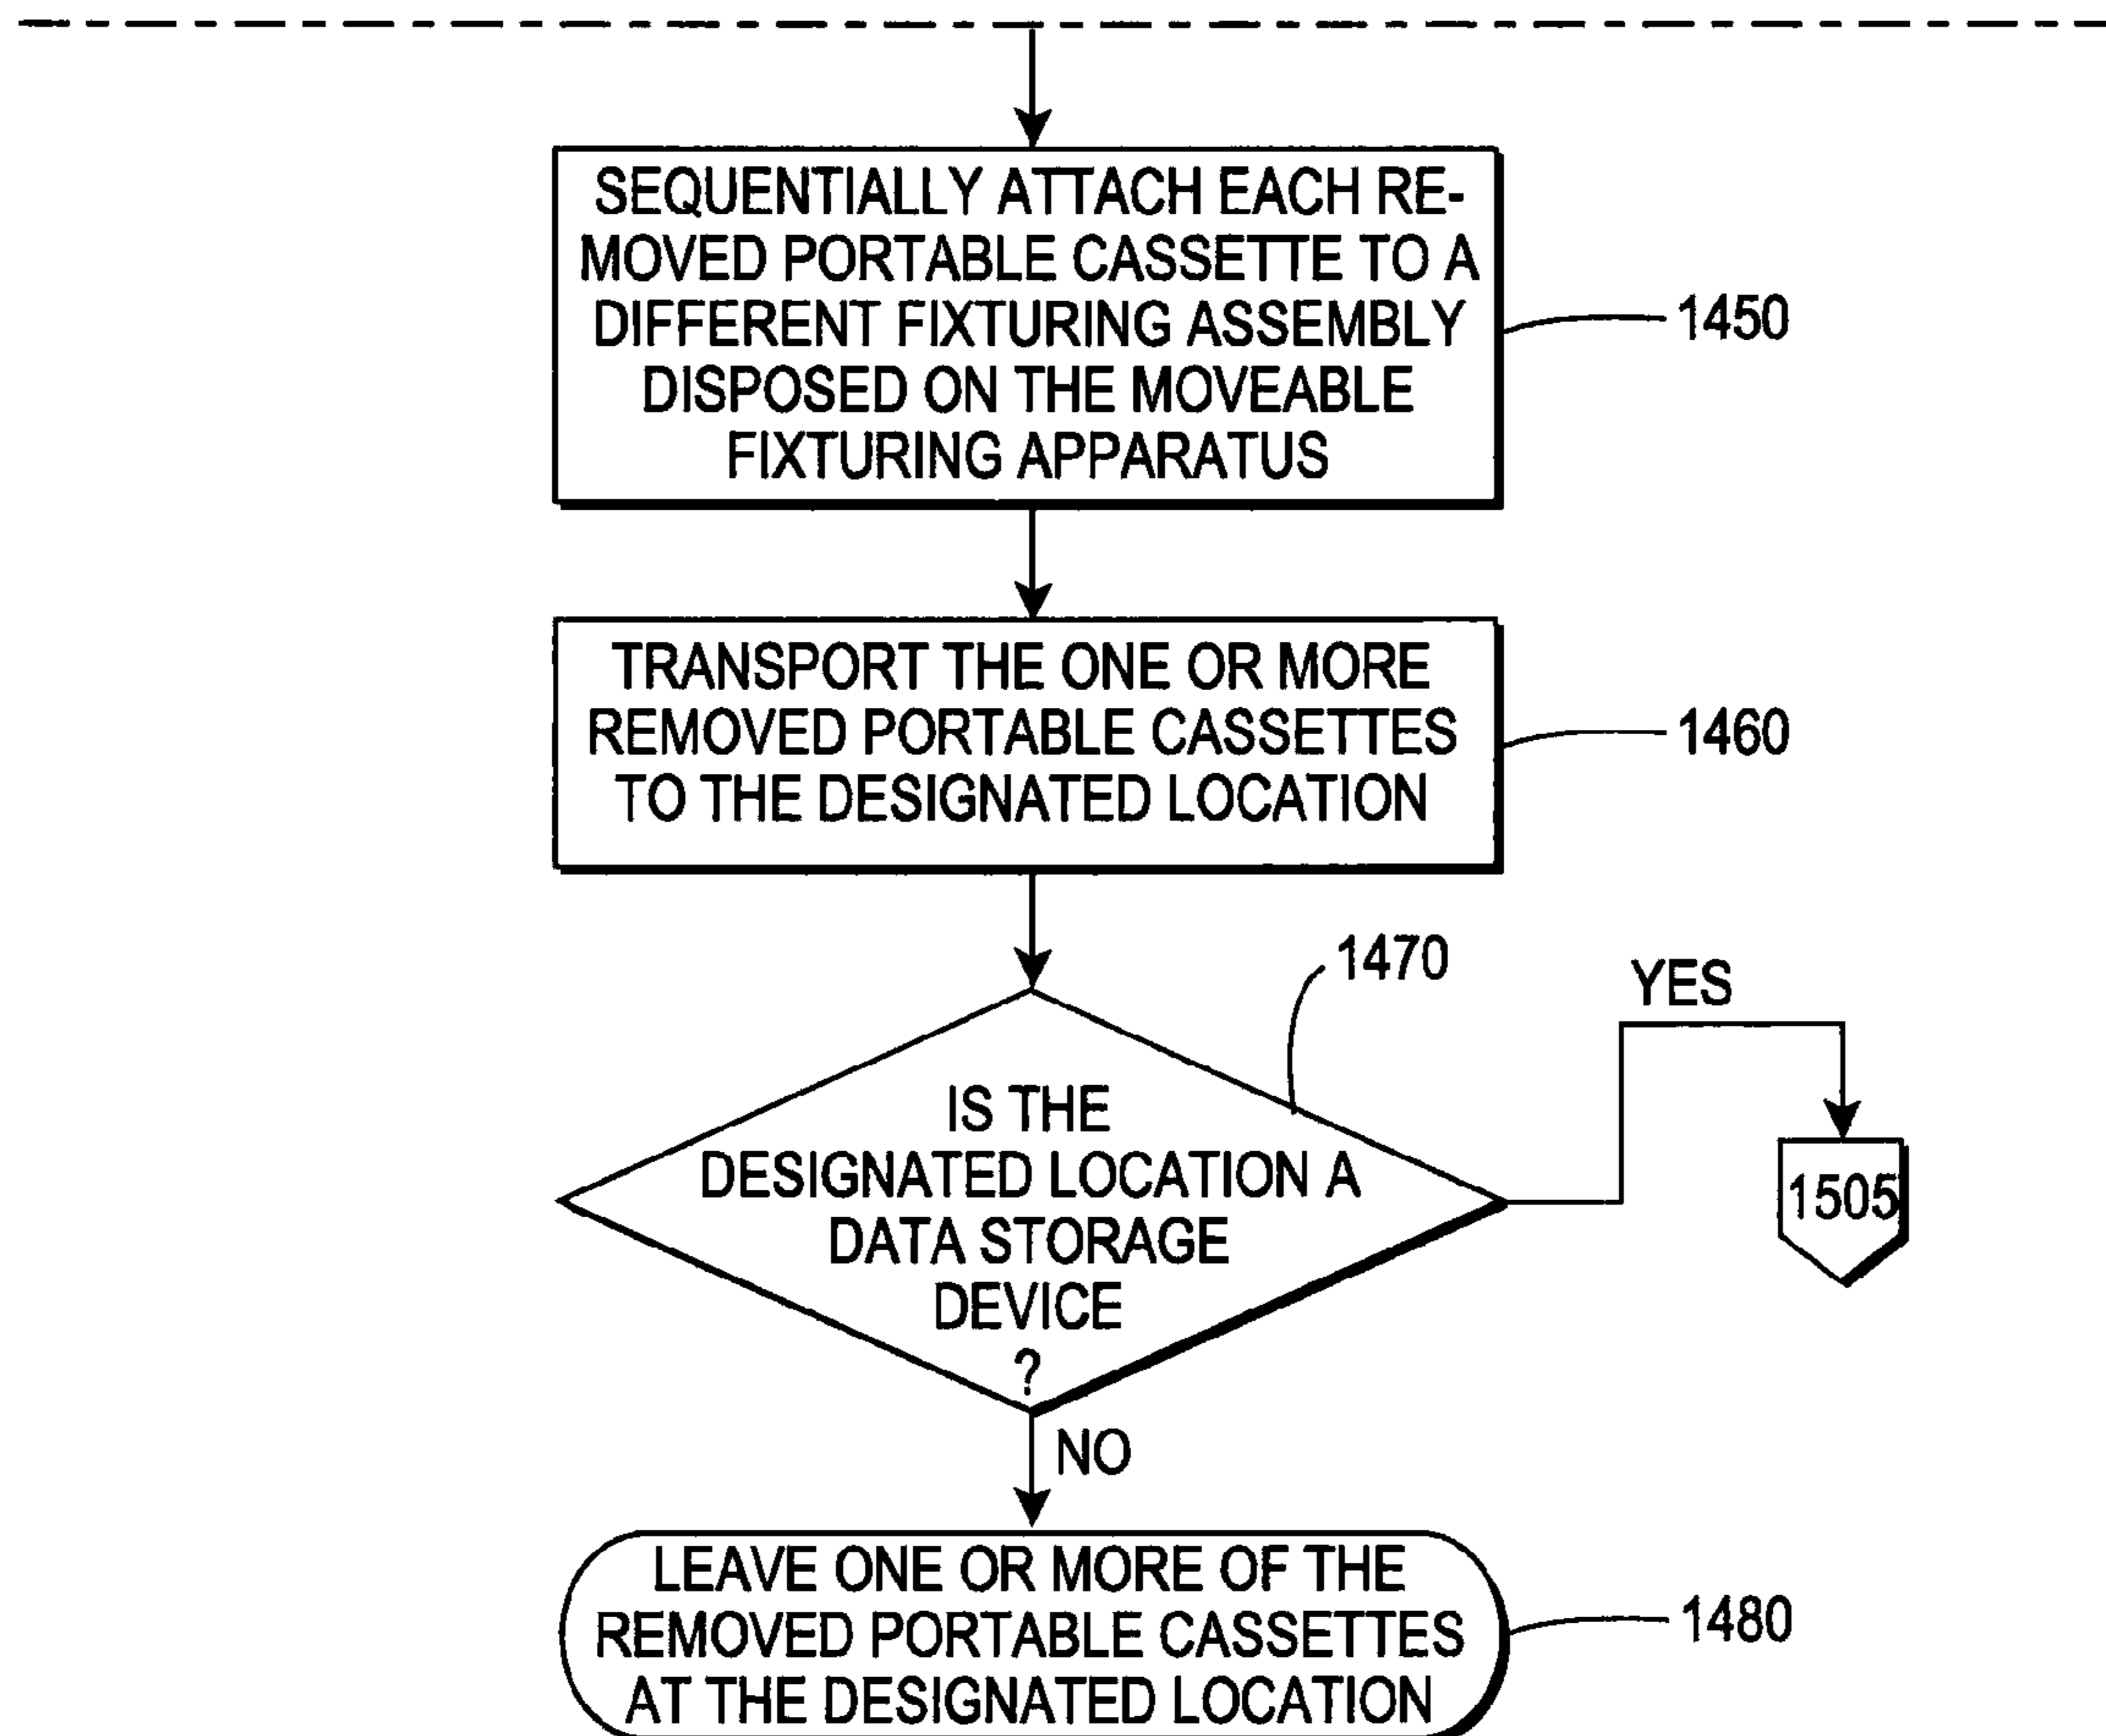 SEQUENTIALLY ATTACH EACH RE-
MOVED PORTABLE CASSETTE TO A
DIFFERENT FIXTURING ASSEMBLY
DISPOSED ON THE MOVEABLE
FIXTURING APPARATUS
1450
TRANSPORT THE ONE OR MORE
REMOVED PORTABLE CASSETTES
TO THE DESIGNATED LOCATION
1460
1470
YES
IS THE
DESIGNATED LOCATION A
DATA STORAGE
DEVICE
?
1505
NO
LEAVE ONE OR MORE OF THE
REMOVED PORTABLE CASSETTES
AT THE DESIGNATED LOCATION
1480